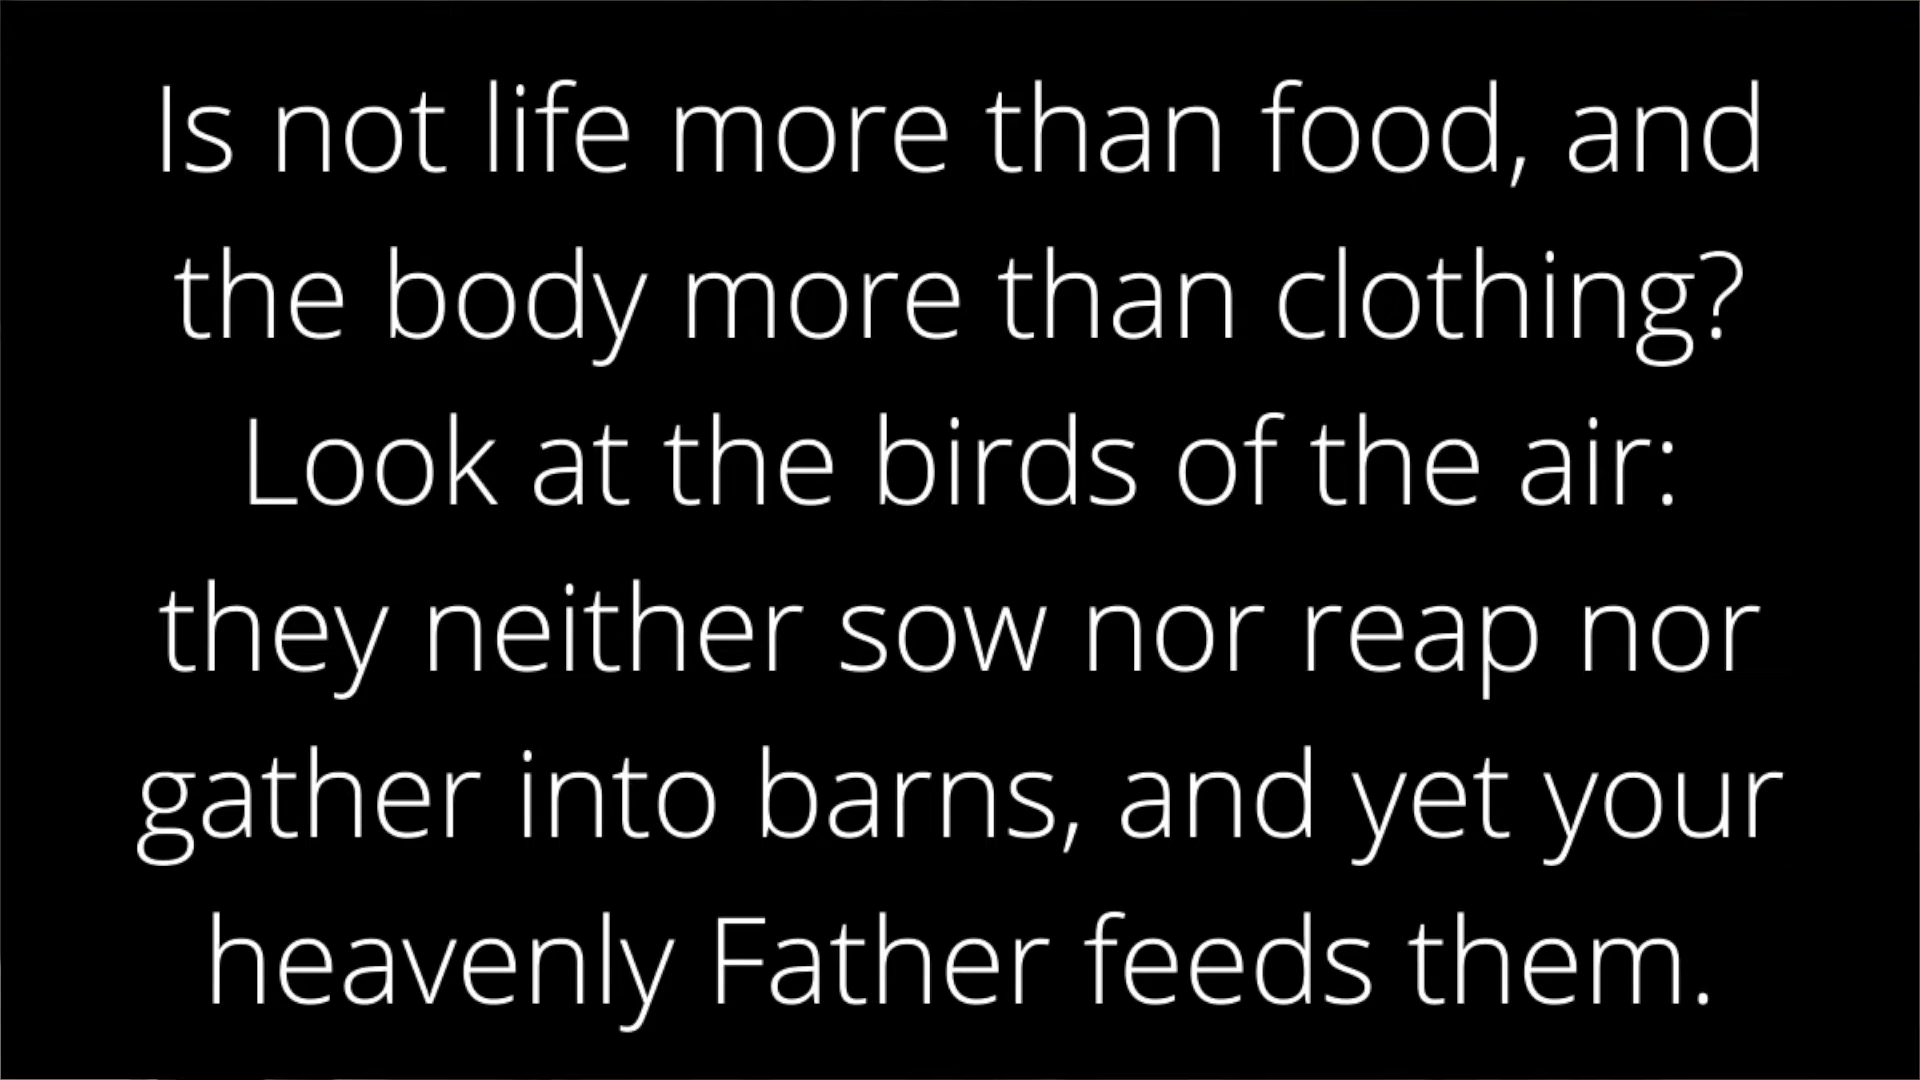 Is not life more than food, and
the body more than clothing?
Look at the birds of the air:
they neither sow nor reap nor
gather into barns, and yet your
heavenly Father feeds them.